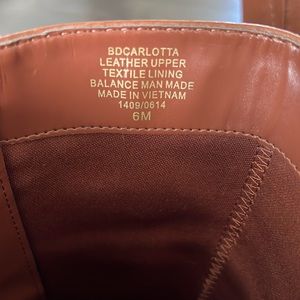 BDCARLOTTA
LEATHER UPPER
TEXTILE LINING
BALANCE MAN MADE
MADE IN VIETNAM
1409/0614
6M